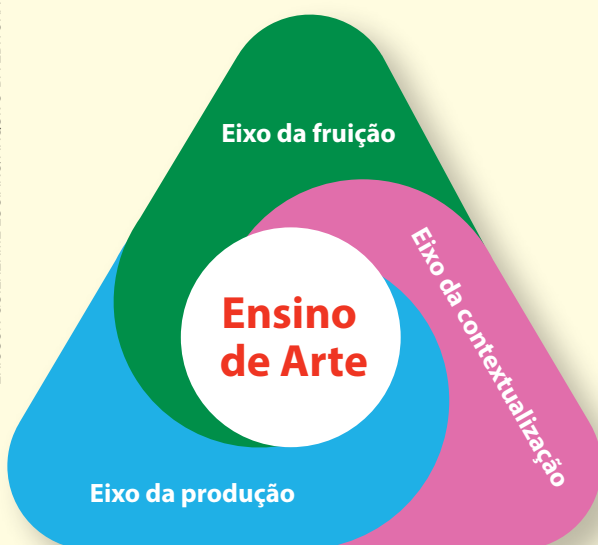 Eixo da fruição
Eixo da contextualização
Ensino
de Arte
Eixo da produção